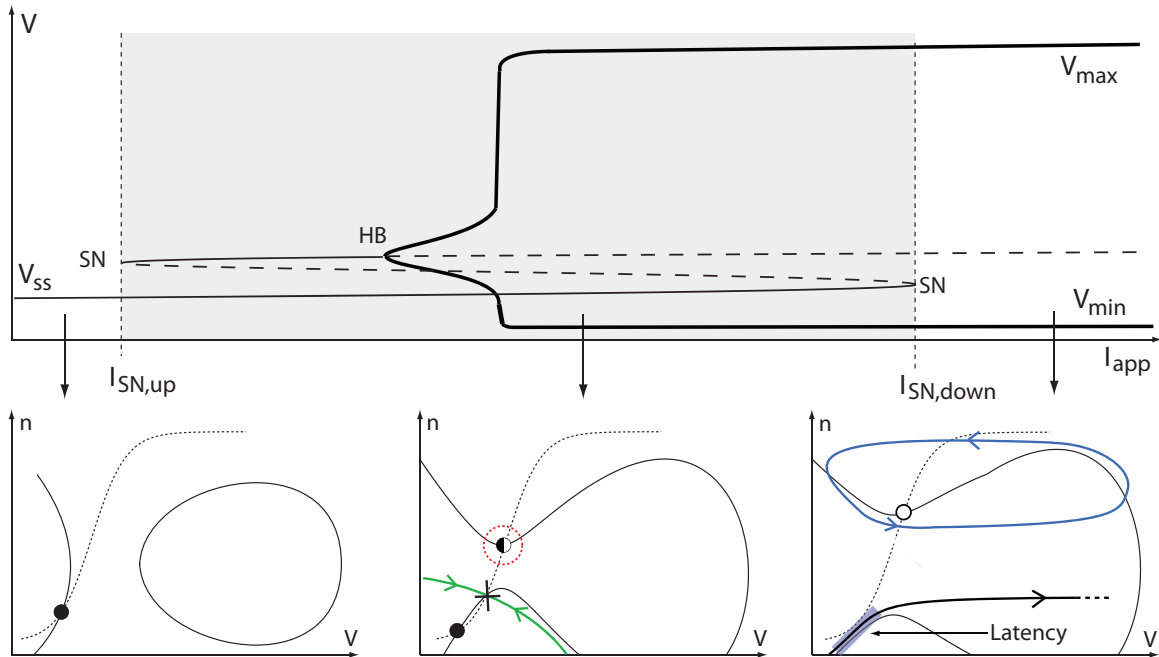 V
V_max
HB
SN
V_ss
SN
V_min
I_SN,up
I_SN,down
I_app
n
V
n
V
n
Latency
V